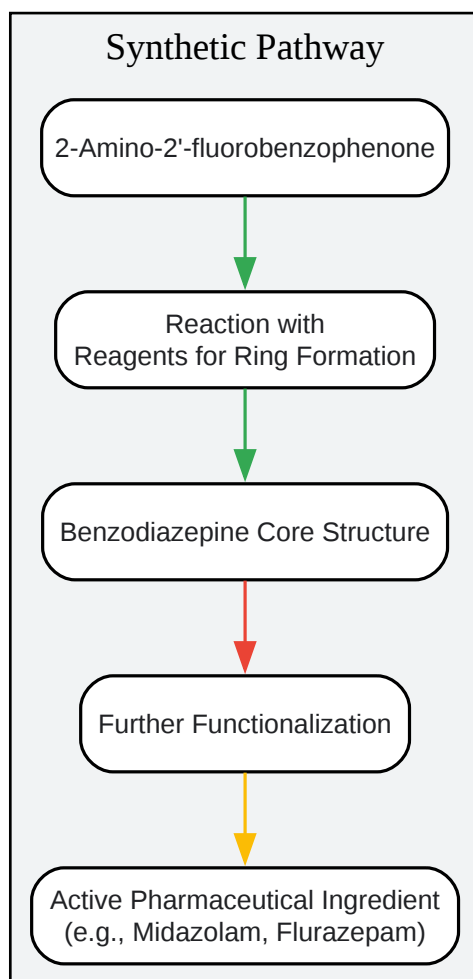 Synthetic Pathway
2-Amino-2'-fluorobenzophenone
Reaction with
Reagents for Ring Formation
Benzodiazepine Core Structure
Further Functionalization
Active Pharmaceutical Ingredient
(e.g., Midazolam, Flurazepam)